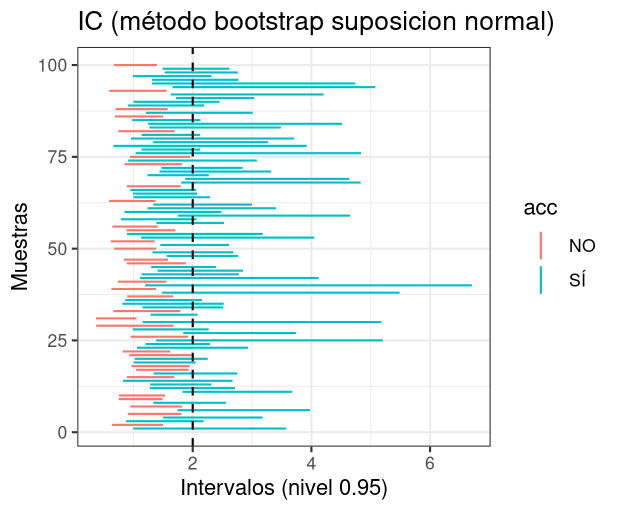 IC (método bootstrap suposicion normal)
100
75
50
25
0
Muestras
2
4
6
Intervalos (nivel 0.95)
acc
NO
SÍ